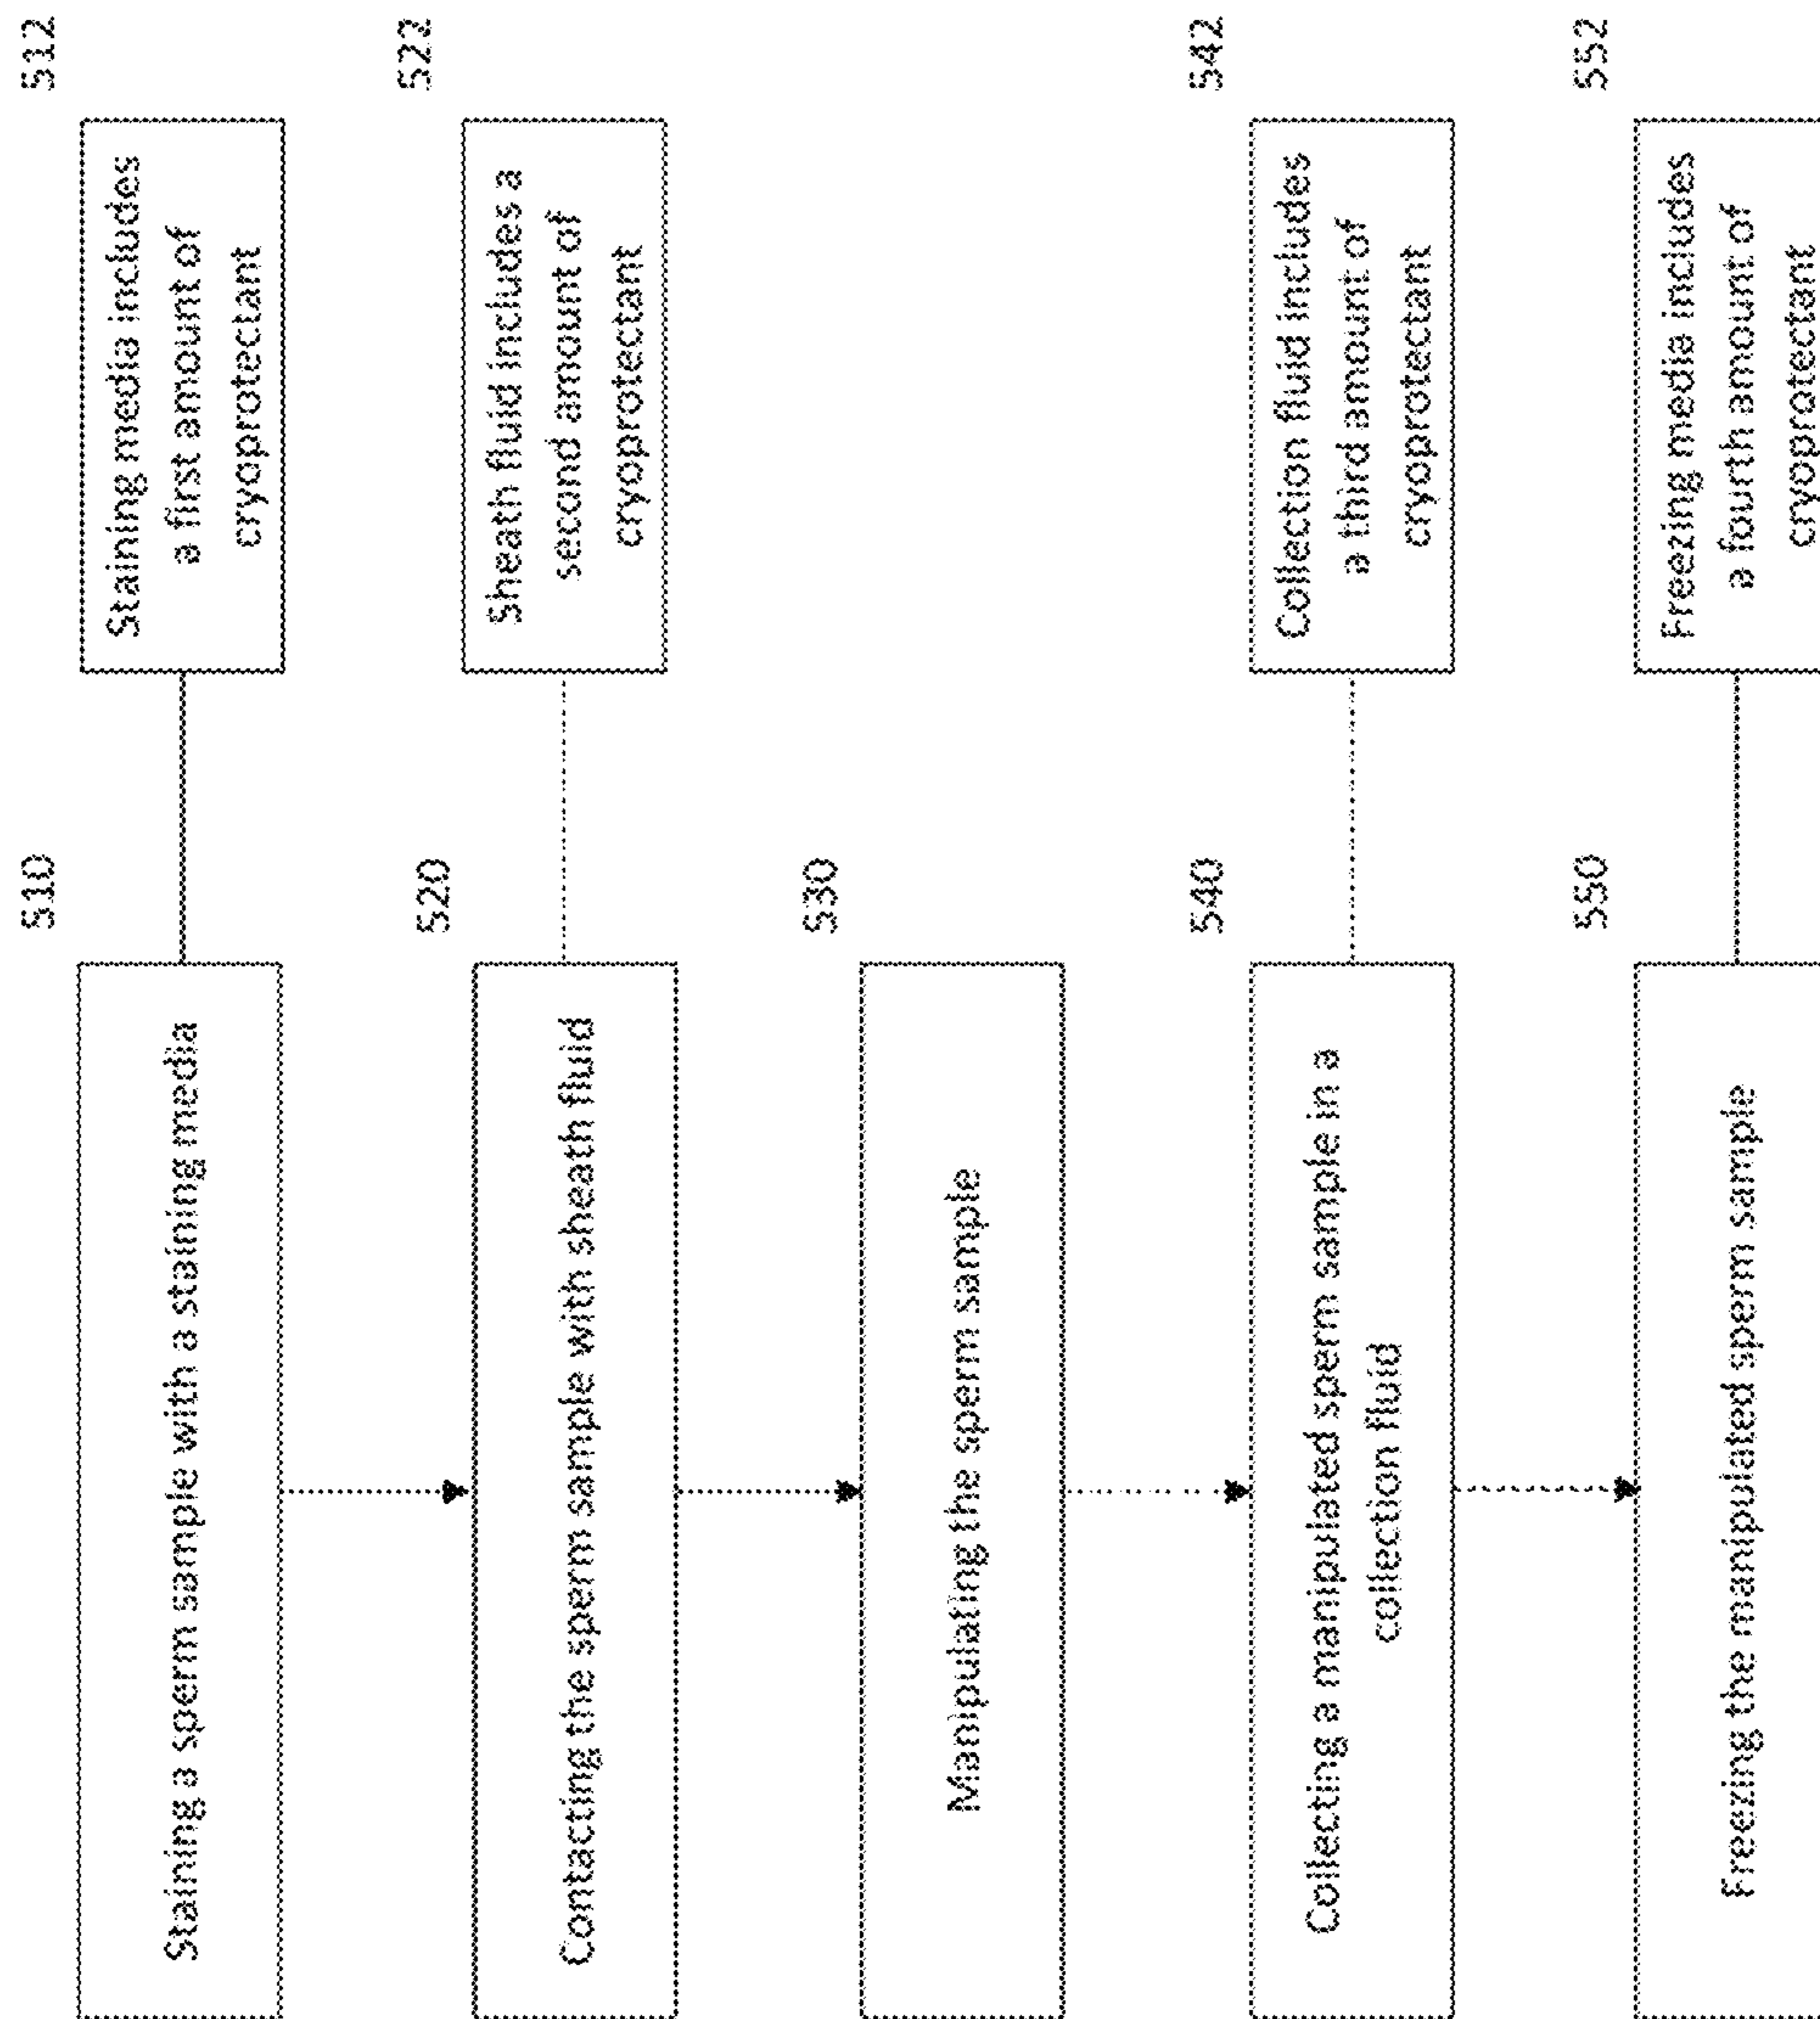 510
512
Staining a sperm sample with a staining media
Staining media includes
a first amount of
cryoprotectant
520
522
Contacting the sperm sample with sheath fluid
Sheath fluid includes a
second amount of
cryoprotectant
530
Manipulating the sperm sample
540
542
Collecting a manipulated sperm sample in a
collection fluid
Collection fluid includes
a third amount of
cryoprotectant
550
552
Freezing the manipulated sperm sample
Freezing media includes
a fourth amount of
cryoprotectant